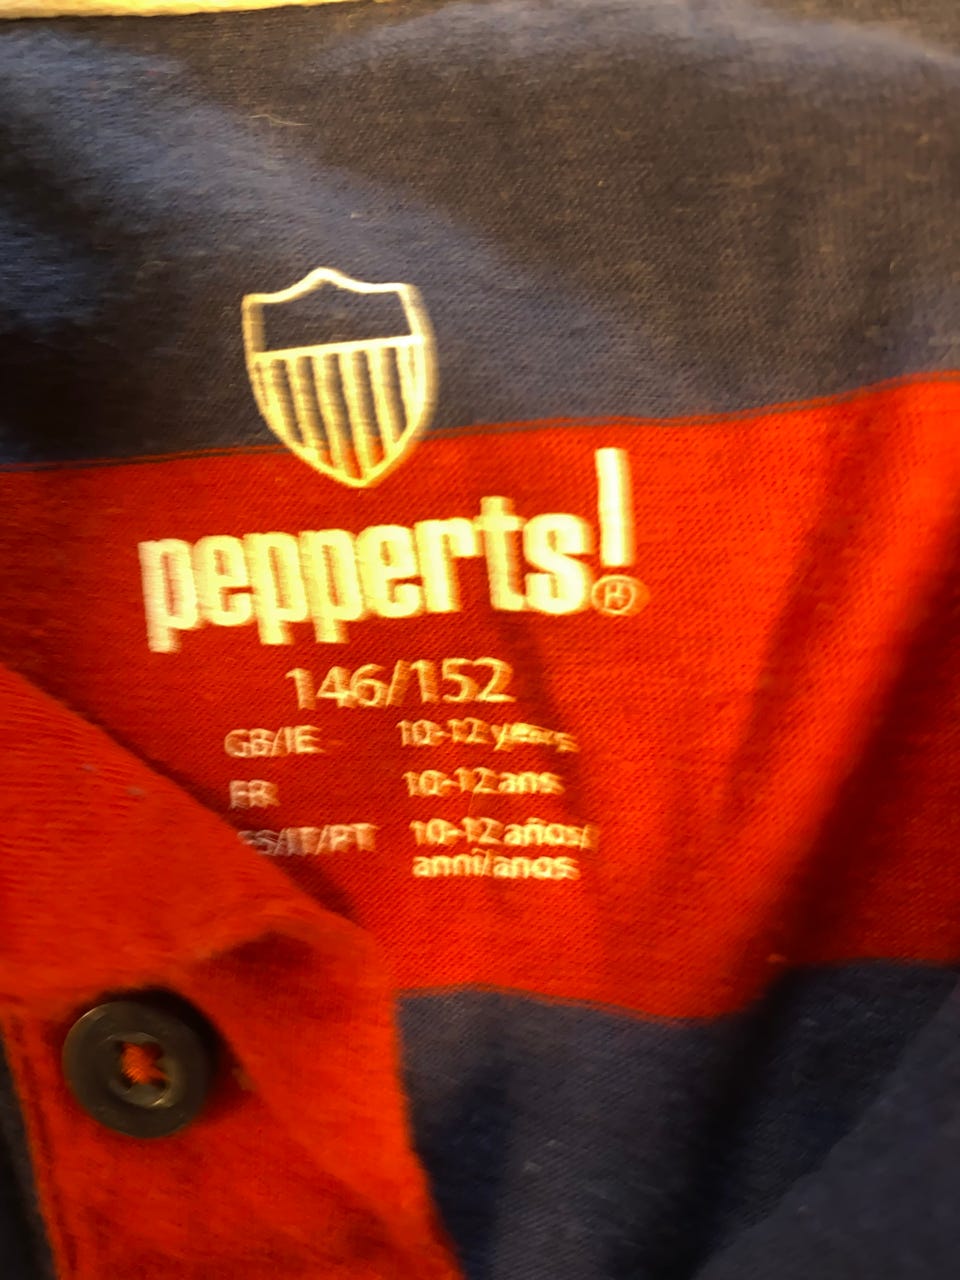 pepperts!®
146/152
GB/IE 10-12 years
FR 10-12 ans
ES/IT/PT 10-12 años/
anni/anos